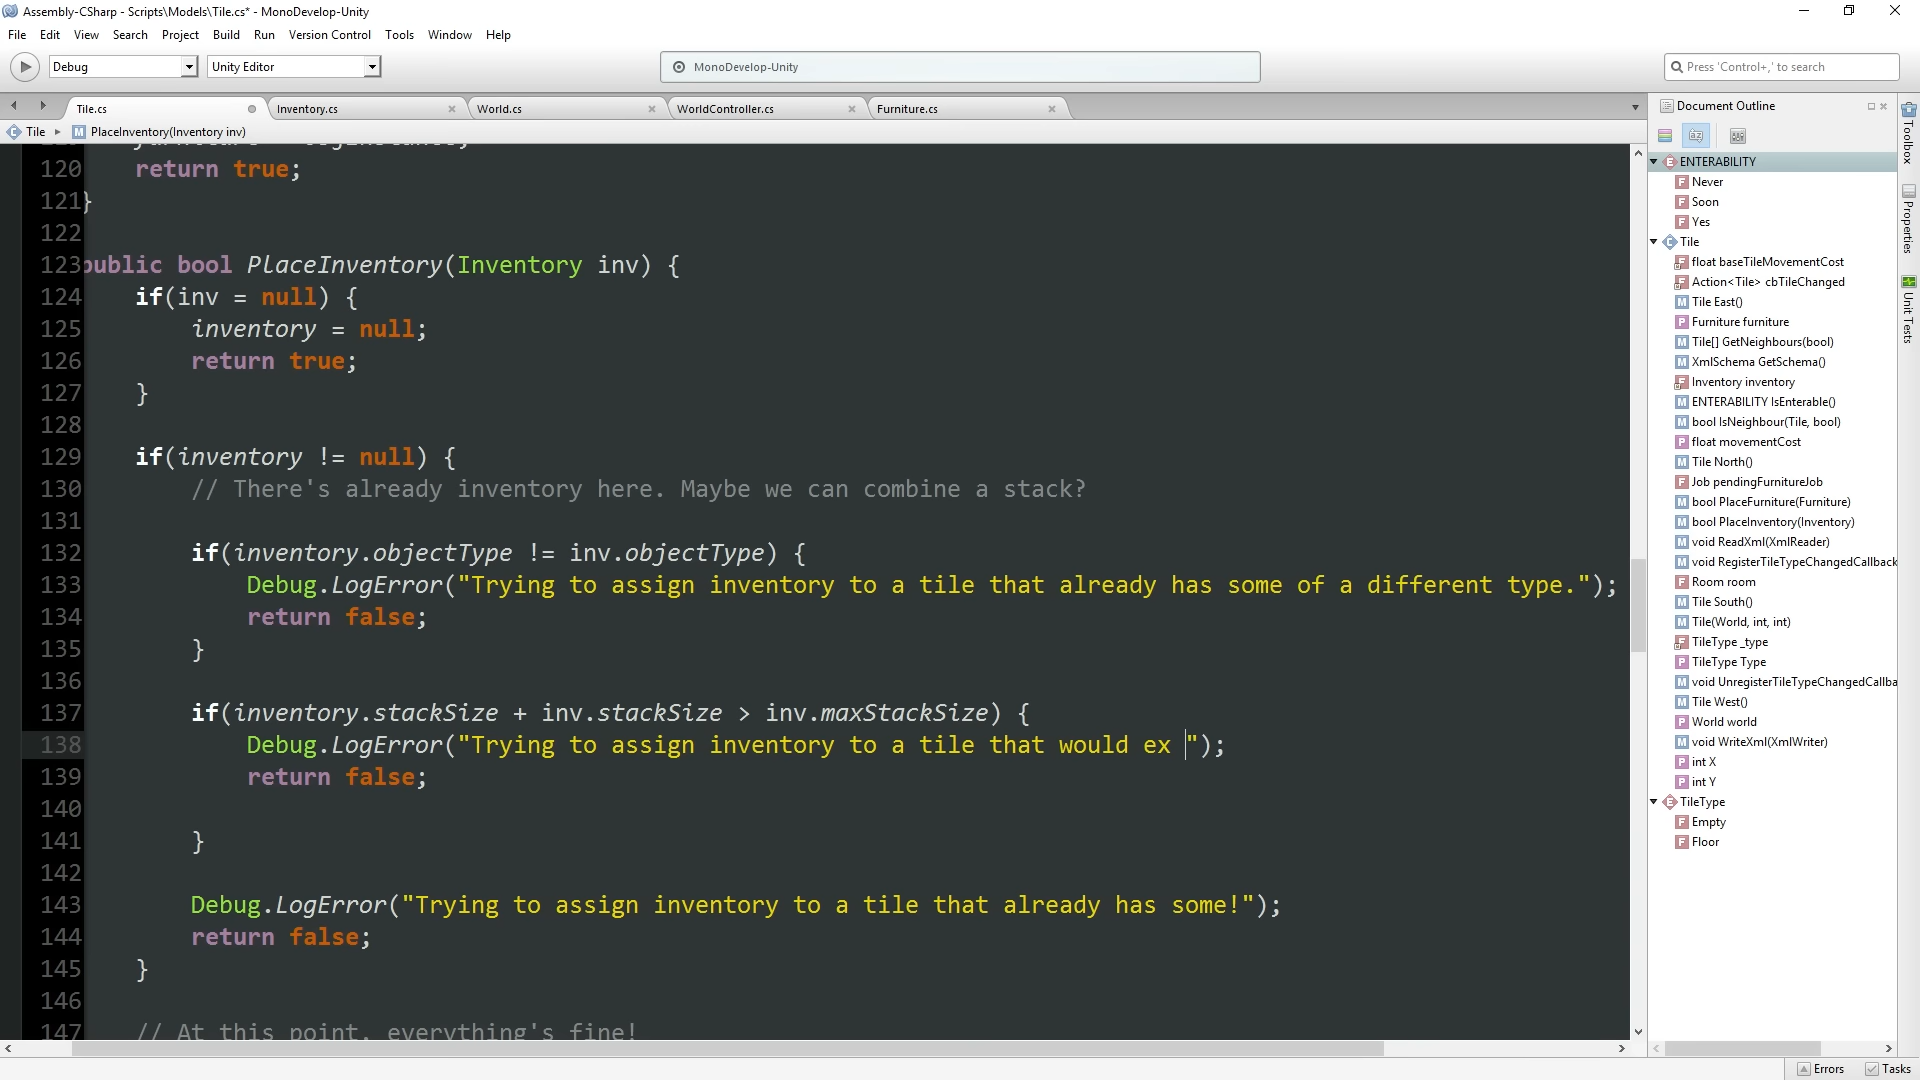 Assembly-CSharp - Scripts\Models\Tile.cs* - MonoDevelop-Unity
File Edit View Search Project Build Run Version Control Tools Window Help
Debug Unity Editor MonoDevelop-Unity Press 'Control+,' to search
Tile.cs Inventory.cs World.cs WorldController.cs Furniture.cs
Tile PlaceInventory(Inventory inv)
120 return true;
121 }
122
123 public bool PlaceInventory(Inventory inv) {
124 if(inv = null) {
125 inventory = null;
126 return true;
127 }
128
129 if(inventory != null) {
130 // There's already inventory here. Maybe we can combine a stack?
131
132 if(inventory.objectType != inv.objectType) {
133 Debug.LogError("Trying to assign inventory to a tile that already has some of a different type.");
134 return false;
135 }
136
137 if(inventory.stackSize + inv.stackSize > inv.maxStackSize) {
138 Debug.LogError("Trying to assign inventory to a tile that would ex ");
139 return false;
140
141 }
142
143 Debug.LogError("Trying to assign inventory to a tile that already has some!");
144 return false;
145 }
146
147 // At this point, everything's fine!
Document Outline
ENTERABILITY
Never
Soon
Yes
Tile
float baseTileMovementCost
Action<Tile> cbTileChanged
Tile East()
Furniture furniture
Tile[] GetNeighbours(bool)
XmlSchema GetSchema()
Inventory inventory
ENTERABILITY IsEnterable()
bool IsNeighbour(Tile, bool)
float movementCost
Tile North()
Job pendingFurnitureJob
bool PlaceFurniture(Furniture)
bool PlaceInventory(Inventory)
void ReadXml(XmlReader)
void RegisterTileTypeChangedCallback
Room room
Tile South()
Tile(World, int, int)
TileType _type
TileType Type
void UnregisterTileTypeChangedCallba
Tile West()
World world
void WriteXml(XmlWriter)
int X
int Y
TileType
Empty
Floor
Toolbox
Properties
Unit Tests
Errors Tasks